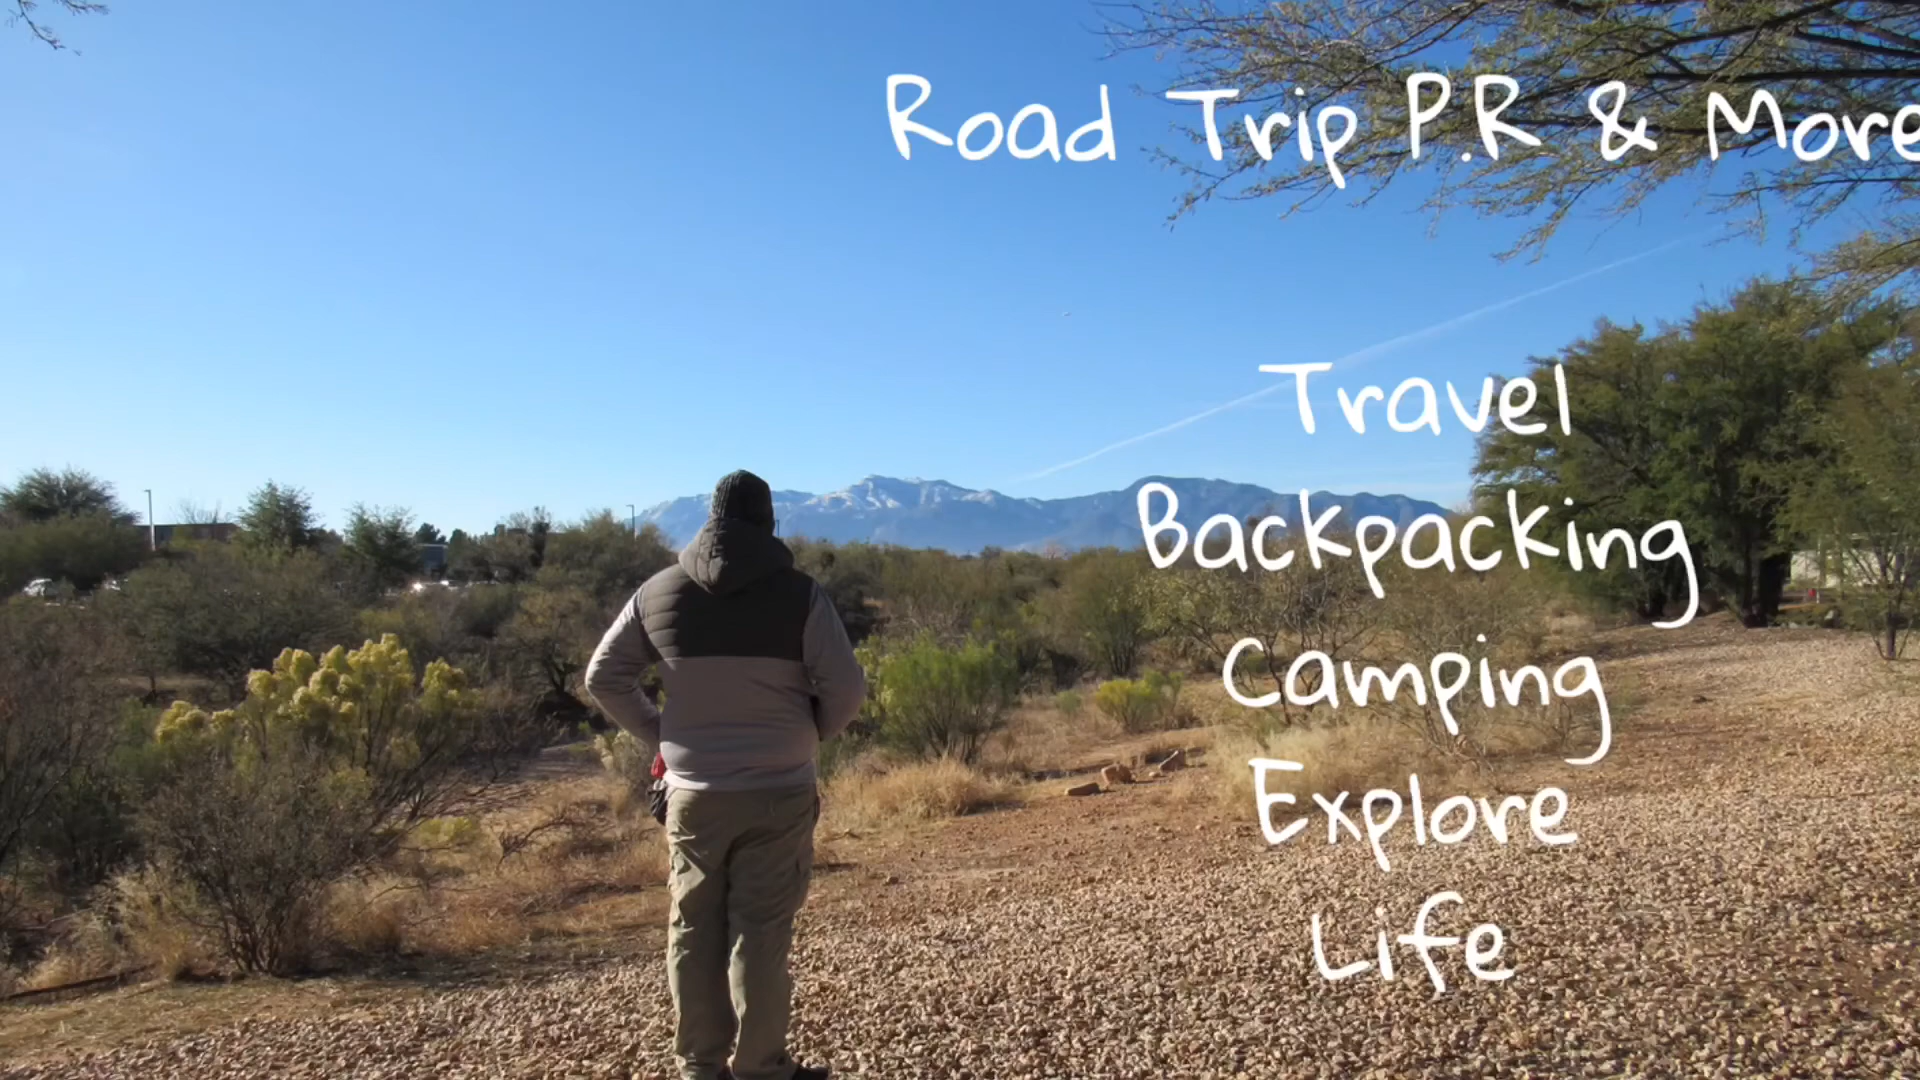 Road Trip P.R & More
Travel
Backpacking
Camping
Explore
Life